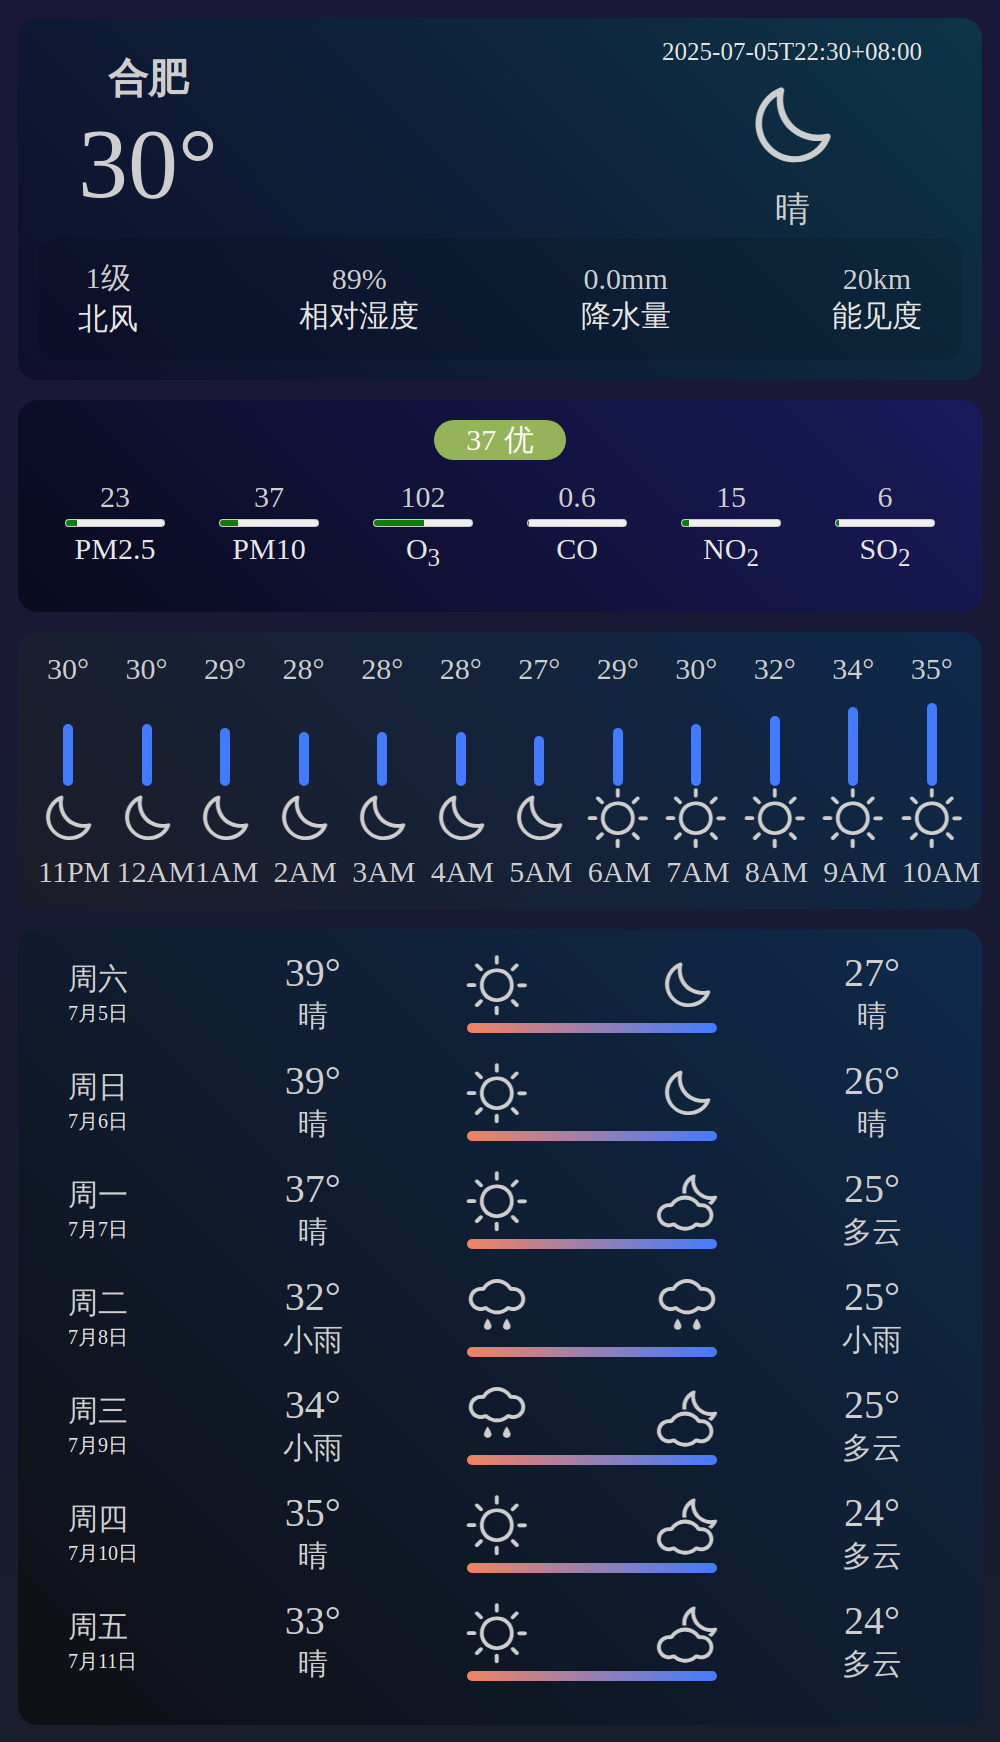 合肥
30°
2025-07-05T22:30+08:00
晴
1级 89% 0.0mm 20km
北风 相对湿度 降水量 能见度
37 优
23 37 102 0.6 15 6
PM2.5 PM10 O3 CO NO2 SO2
30° 30° 29° 28° 28° 28° 27° 29° 30° 32° 34° 35°
11PM 12AM 1AM 2AM 3AM 4AM 5AM 6AM 7AM 8AM 9AM 10AM
周六 39° 27°
7月5日 晴 晴
周日 39° 26°
7月6日 晴 晴
周一 37° 25°
7月7日 晴 多云
周二 32° 25°
7月8日 小雨 小雨
周三 34° 25°
7月9日 小雨 多云
周四 35° 24°
7月10日 晴 多云
周五 33° 24°
7月11日 晴 多云